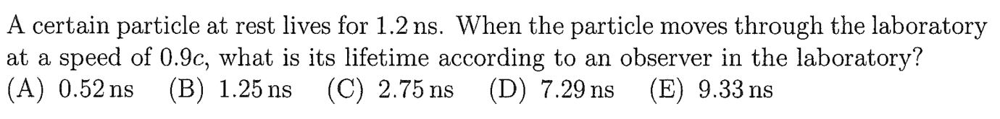 A certain particle at rest lives for 1.2 ns. When the particle moves through the laboratory
at a speed of 0.9c, what is its lifetime according to an observer in the laboratory?
(A) 0.52 ns (B) 1.25 ns (C) 2.75 ns (D) 7.29 ns (E) 9.33 ns